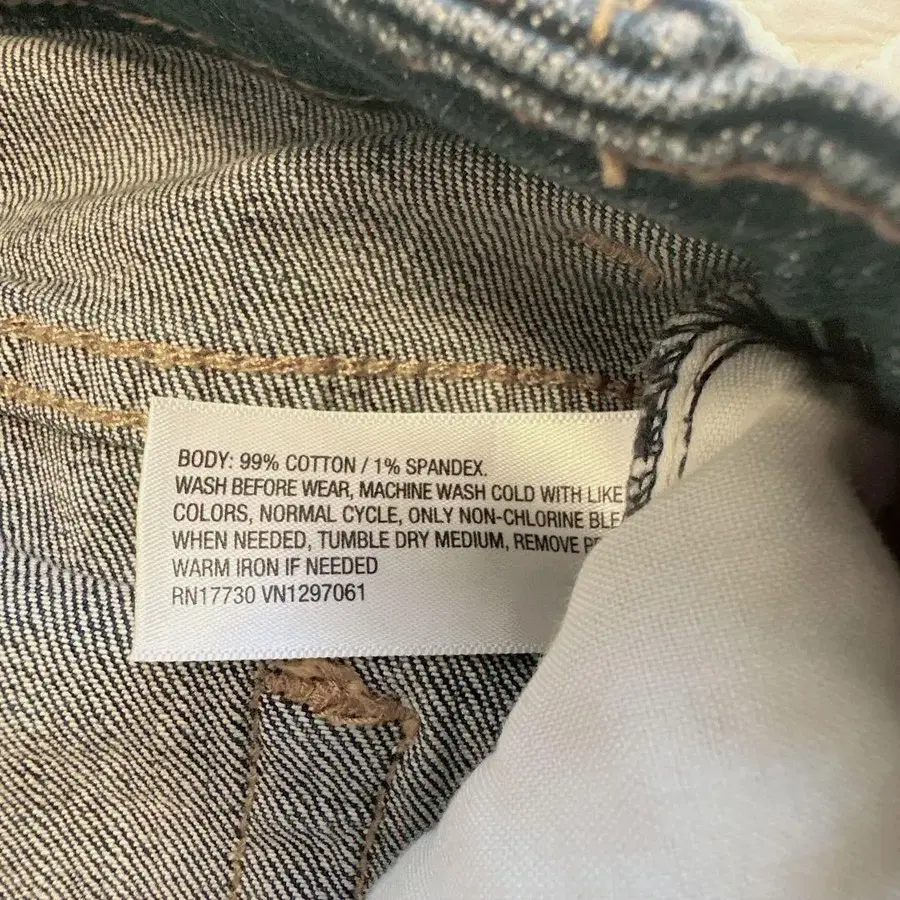 BODY: 99% COTTON / 1% SPANDEX.
WASH BEFORE WEAR, MACHINE WASH COLD WITH LIKE
COLORS, NORMAL CYCLE, ONLY NON-CHLORINE
WHEN NEEDED, TUMBLE DRY MEDIUM, REMOVE
WARM IRON IF NEEDED
RN17730 VN1297061